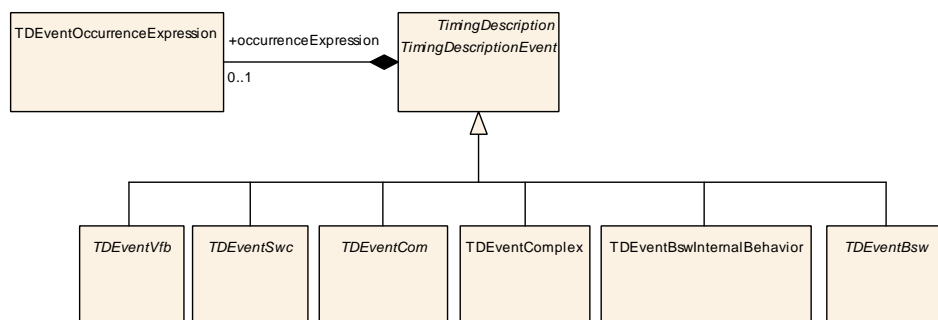 TimingDescription
TDEventOccurrenceExpression
+occurrenceExpression
TimingDescriptionEvent
0..1
TDEventVfb
TDEventSwc
TDEventCom
TDEventComplex
TDEventBswInternalBehavior
TDEventBsw